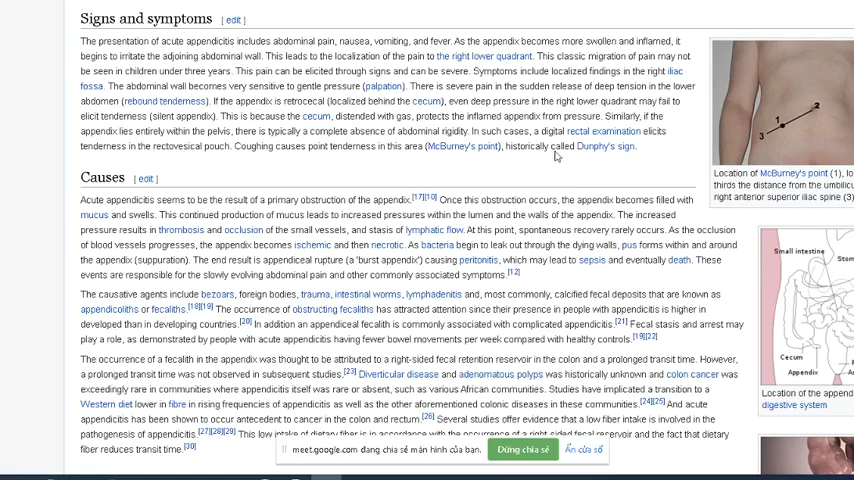 Signs and symptoms [ edit ]
The presentation of acute appendicitis includes abdominal pain, nausea, vomiting, and fever. As the appendix becomes more swollen and inflamed, it
begins to irritate the adjoining abdominal wall. This leads to the localization of the pain to the right lower quadrant. This classic migration of pain may not
be seen in children under three years. This pain can be elicited through signs and can be severe. Symptoms include localized findings in the right iliac
fossa. The abdominal wall becomes very sensitive to gentle pressure (palpation). There is severe pain in the sudden release of deep tension in the lower
abdomen (rebound tenderness). If the appendix is retrocecal (localized behind the cecum), even deep pressure in the right lower quadrant may fail to
elicit tenderness (silent appendix). This is because the cecum, distended with gas, protects the inflamed appendix from pressure. Similarly, if the
appendix lies entirely within the pelvis, there is typically a complete absence of abdominal rigidity. In such cases, a digital rectal examination elicits
tenderness in the rectovesical pouch. Coughing causes point tenderness in this area (McBurney's point), historically called Dunphy's sign.
1
2
3
Location of McBurney's point (1), lo
thirds the distance from the umbilicu
right anterior superior iliac spine (3)
Causes [ edit ]
Acute appendicitis seems to be the result of a primary obstruction of the appendix.[17][10] Once this obstruction occurs, the appendix becomes filled with
mucus and swells. This continued production of mucus leads to increased pressures within the lumen and the walls of the appendix. The increased
pressure results in thrombosis and occlusion of the small vessels, and stasis of lymphatic flow. At this point, spontaneous recovery rarely occurs. As the occlusion
of blood vessels progresses, the appendix becomes ischemic and then necrotic. As bacteria begin to leak out through the dying walls, pus forms within and around
the appendix (suppuration). The end result is appendiceal rupture (a 'burst appendix') causing peritonitis, which may lead to sepsis and eventually death. These
events are responsible for the slowly evolving abdominal pain and other commonly associated symptoms.[12]
The causative agents include bezoars, foreign bodies, trauma, intestinal worms, lymphadenitis and, most commonly, calcified fecal deposits that are known as
appendicoliths or fecaliths.[18][19] The occurrence of obstructing fecaliths has attracted attention since their presence in people with appendicitis is higher in
developed than in developing countries.[20] In addition an appendiceal fecalith is commonly associated with complicated appendicitis.[21] Fecal stasis and arrest may
play a role, as demonstrated by people with acute appendicitis having fewer bowel movements per week compared with healthy controls.[19][22]
The occurrence of a fecalith in the appendix was thought to be attributed to a right-sided fecal retention reservoir in the colon and a prolonged transit time. However,
a prolonged transit time was not observed in subsequent studies.[23] Diverticular disease and adenomatous polyps was historically unknown and colon cancer was
exceedingly rare in communities where appendicitis itself was rare or absent, such as various African communities. Studies have implicated a transition to a
Western diet lower in fibre in rising frequencies of appendicitis as well as the other aforementioned colonic diseases in these communities.[24][25] And acute
appendicitis has been shown to occur antecedent to cancer in the colon and rectum.[26] Several studies offer evidence that a low fiber intake is involved in the
pathogenesis of appendicitis.[27][28][29] This low intake of dietary fiber is in accordance with the occurrence of a right-sided fecal reservoir and the fact that dietary
fiber reduces transit time.[30]
Small intestine
Stom
Cecum
Appendix
Location of the append
digestive system
meet.google.com đang chia sẻ màn hình của bạn.
Dừng chia sẻ
Ẩn cửa sổ